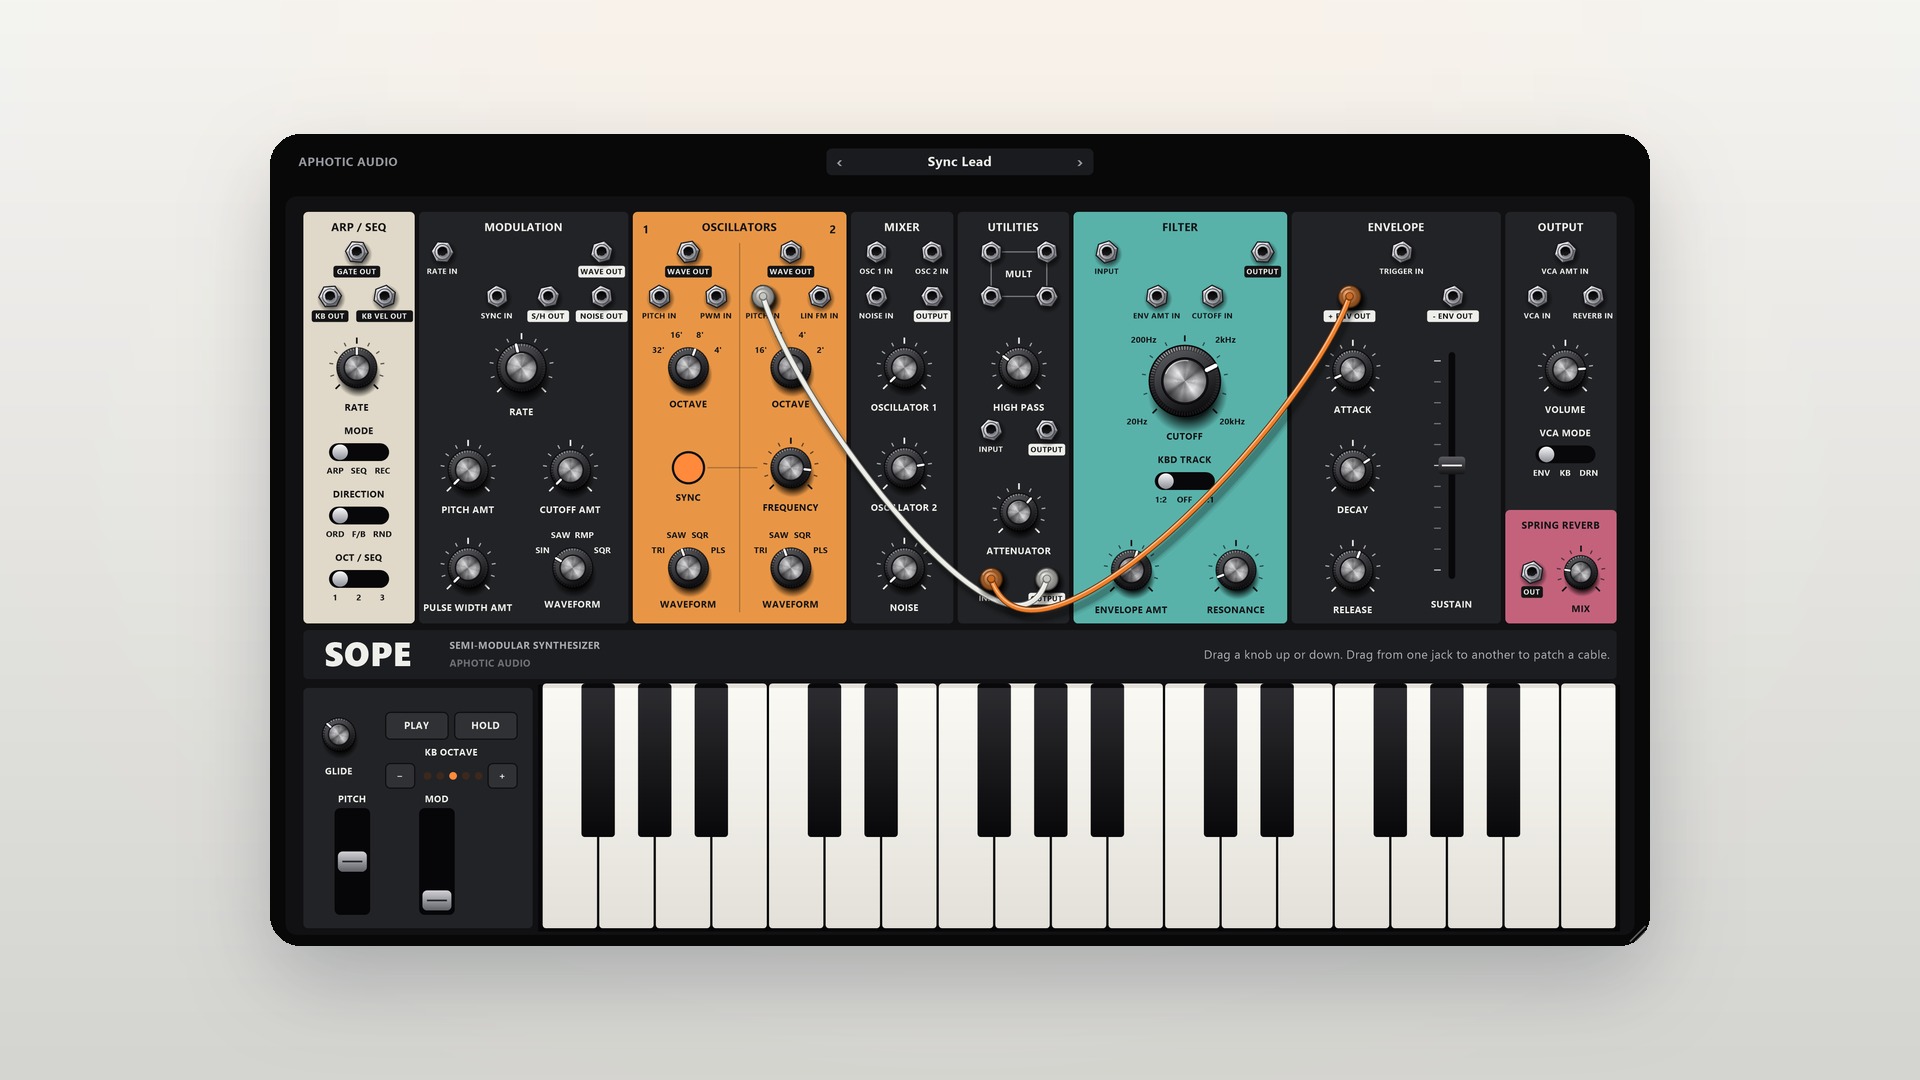 APHOTIC AUDIO
‹ Sync Lead ›
ARP / SEQ
GATE OUT
KB OUT
KB VEL OUT
RATE
MODE
ARP SEQ REC
DIRECTION
ORD F/B RND
OCT / SEQ
1 2 3
MODULATION
RATE IN
WAVE OUT
SYNC IN
S/H OUT
NOISE OUT
RATE
PITCH AMT
CUTOFF AMT
SAW RMP
SIN SQR
PULSE WIDTH AMT
WAVEFORM
1 OSCILLATORS 2
WAVE OUT
WAVE OUT
PITCH IN
PWM IN
LIN FM IN
16' 8'
32' 4'
OCTAVE
4'
16' 2'
OCTAVE
SYNC
FREQUENCY
SAW SQR
TRI PLS
WAVEFORM
SAW SQR
TRI PLS
WAVEFORM
MIXER
OSC 1 IN
OSC 2 IN
NOISE IN
OUTPUT
OSCILLATOR 1
OSCILLATOR 2
NOISE
UTILITIES
MULT
HIGH PASS
INPUT
OUTPUT
ATTENUATOR
FILTER
INPUT
OUTPUT
ENV AMT IN
CUTOFF IN
200Hz 2kHz
20Hz 20kHz
CUTOFF
KBD TRACK
1:2 OFF
ENVELOPE AMT
RESONANCE
ENVELOPE
TRIGGER IN
+ ENV OUT
- ENV OUT
ATTACK
DECAY
RELEASE
SUSTAIN
OUTPUT
VCA AMT IN
VCA IN
REVERB IN
VOLUME
VCA MODE
ENV KB DRN
SPRING REVERB
OUT
MIX
SOPE
SEMI-MODULAR SYNTHESIZER
APHOTIC AUDIO
Drag a knob up or down. Drag from one jack to another to patch a cable.
GLIDE
PLAY
HOLD
KB OCTAVE
− +
PITCH
MOD